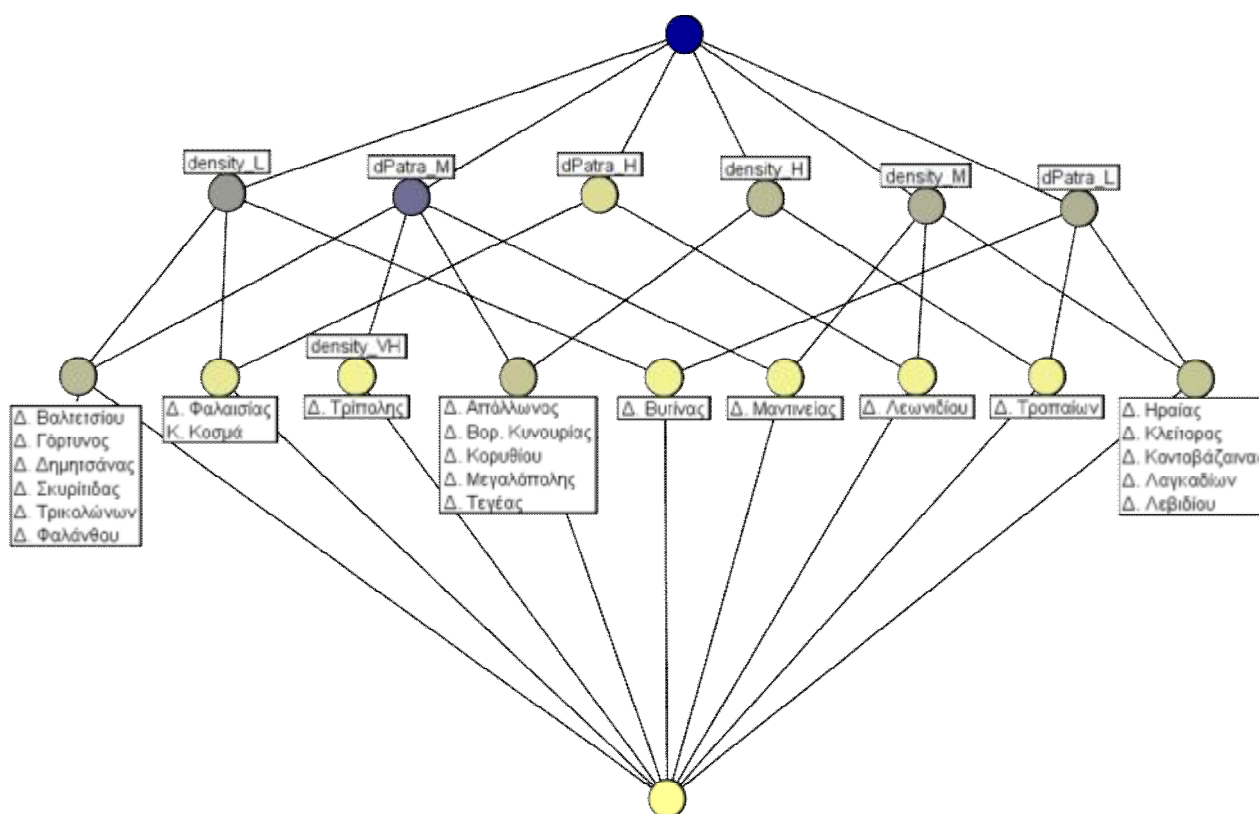 density_L
dPatra_M
dPatra_H
density_H
density_M
dPatra_L
density_VH
Δ. Βαλτετσίου
Δ. Γόρτυνος
Δ. Δημητσάνας
Δ. Σκυρίτιδας
Δ. Τρικολώνων
Δ. Φαλάνθου
Δ. Φαλαισίας
Κ. Κοσμά
Δ. Τρίπολης
Δ. Απόλλωνος
Δ. Βορ. Κυνουρίας
Δ. Κορυθίου
Δ. Μεγαλόπολης
Δ. Τεγέας
Δ. Βυτίνας
Δ. Μαντινείας
Δ. Λεωνιδίου
Δ. Τροπαίων
Δ. Ηραίας
Δ. Κλείτορος
Δ. Κοντοβάζαινας
Δ. Λαγκαδίων
Δ. Λεβιδίου